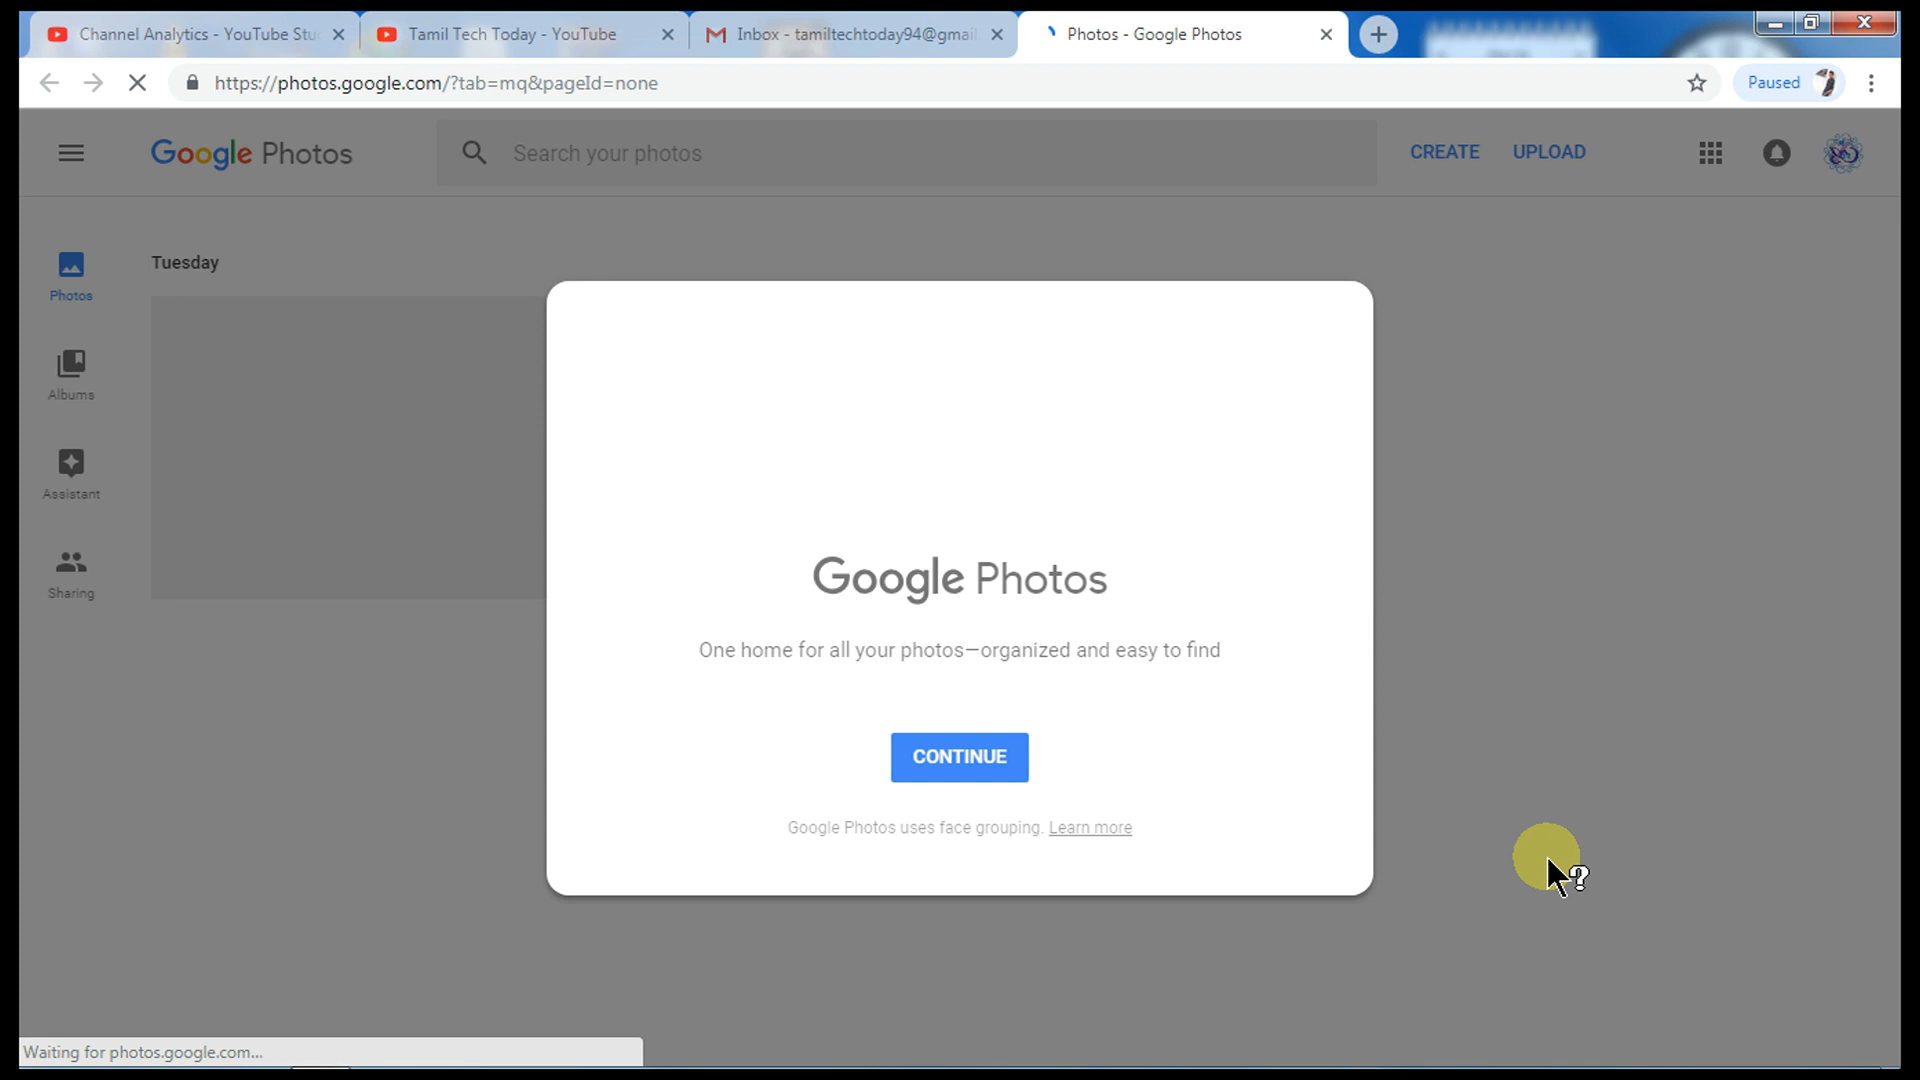 Channel Analytics - YouTube Stu
Tamil Tech Today - YouTube
Inbox - tamiltechtoday94@gmai
Photos - Google Photos
https://photos.google.com/?tab=mq&pageId=none
Paused
Google Photos
Search your photos
CREATE
UPLOAD
Photos
Albums
Assistant
Sharing
Tuesday
Google Photos
One home for all your photos—organized and easy to find
CONTINUE
Google Photos uses face grouping. Learn more
Waiting for photos.google.com...